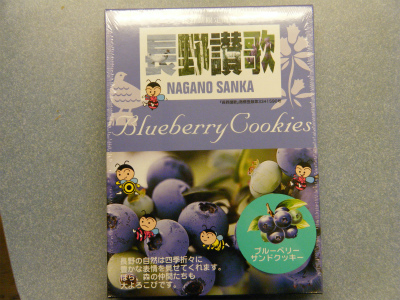 長野讃歌
NAGANO SANKA
Blueberry Cookies
長野の自然は四季折々に
豊かな表情を見せてくれます。
ほら、森の仲間たちも
大よろこびです。
ブルーベリー
サンドクッキー